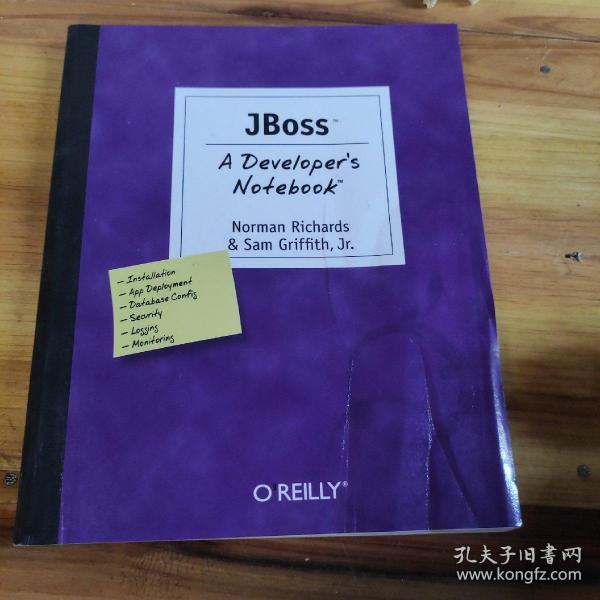 JBoss™
A Developer's
Notebook™
Norman Richards
& Sam Griffith, Jr.
– Installation
– App Deployment
– Database Config
– Security
– Logging
– Monitoring
O'REILLY®
孔夫子旧书网
www.kongfz.com